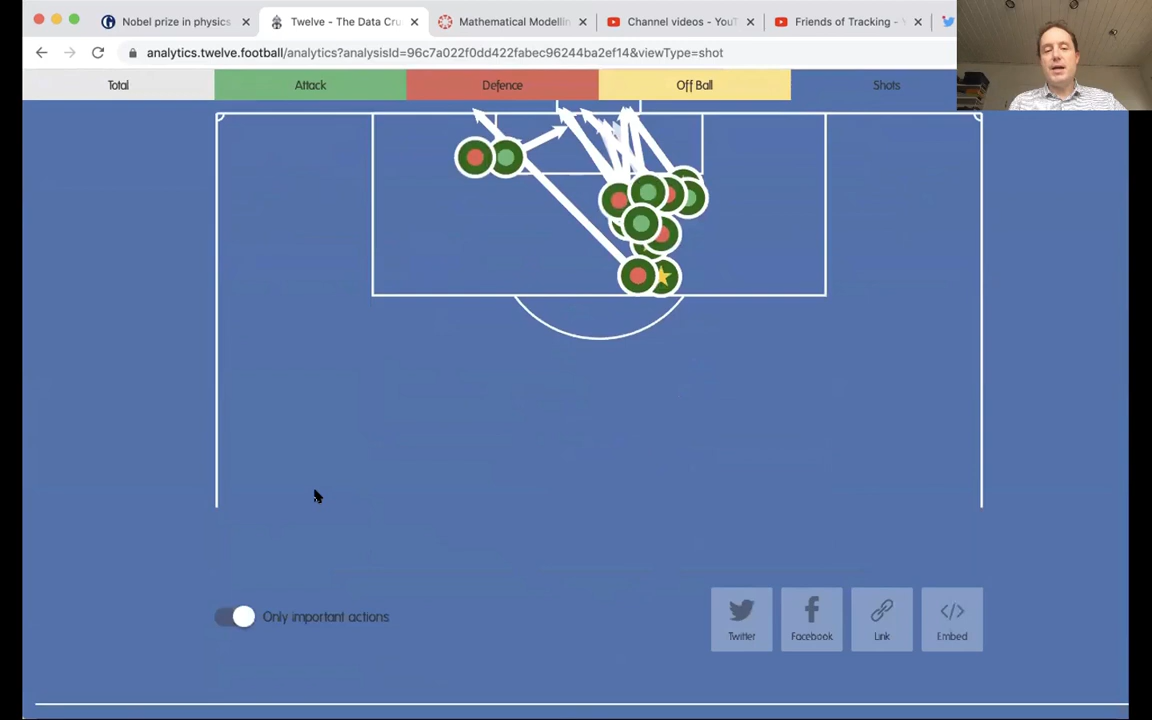 Nobel prize in physics
Twelve - The Data Cru
Mathematical Modellin
Channel videos - YouT
Friends of Tracking -
analytics.twelve.football/analytics?analysisId=96c7a022f0dd422fabec96244ba2ef14&viewType=shot
Total
Attack
Defence
Off Ball
Shots
Only important actions
Twitter
Facebook
Link
Embed